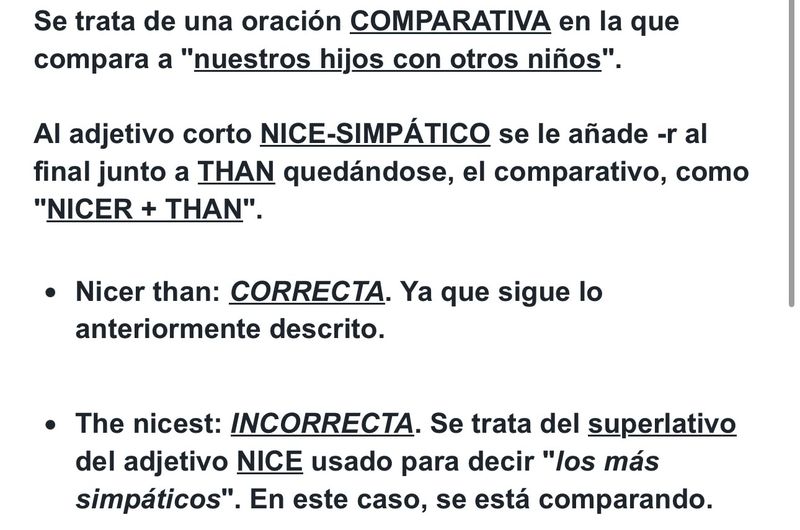 Se trata de una oración COMPARATIVA en la que
compara a "nuestros hijos con otros niños".
Al adjetivo corto NICE-SIMPÁTICO se le añade -r al
final junto a THAN quedándose, el comparativo, como
"NICER + THAN".
• Nicer than: CORRECTA. Ya que sigue lo
anteriormente descrito.
• The nicest: INCORRECTA. Se trata del superlativo
del adjetivo NICE usado para decir "los más
simpáticos". En este caso, se está comparando.